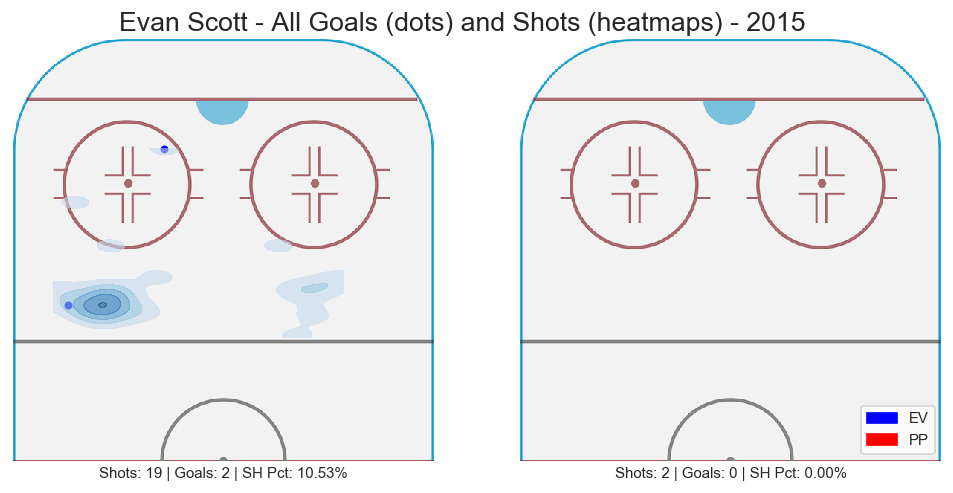 Evan Scott - All Goals (dots) and Shots (heatmaps) - 2015
EV
PP
Shots: 19 | Goals: 2 | SH Pct: 10.53%
Shots: 2 | Goals: 0 | SH Pct: 0.00%